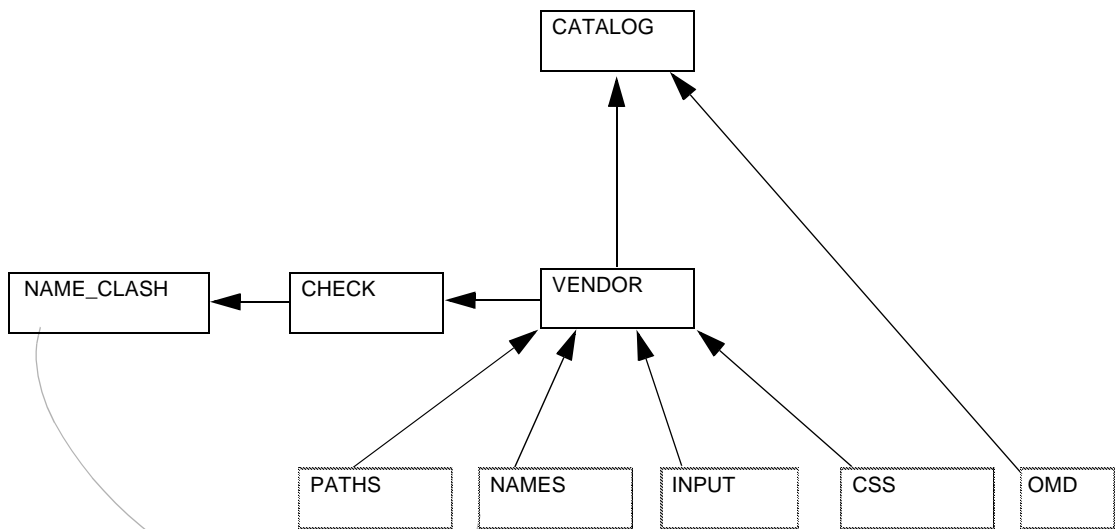 CATALOG
NAME_CLASH
CHECK
VENDOR
PATHS
NAMES
INPUT
CSS
OMD